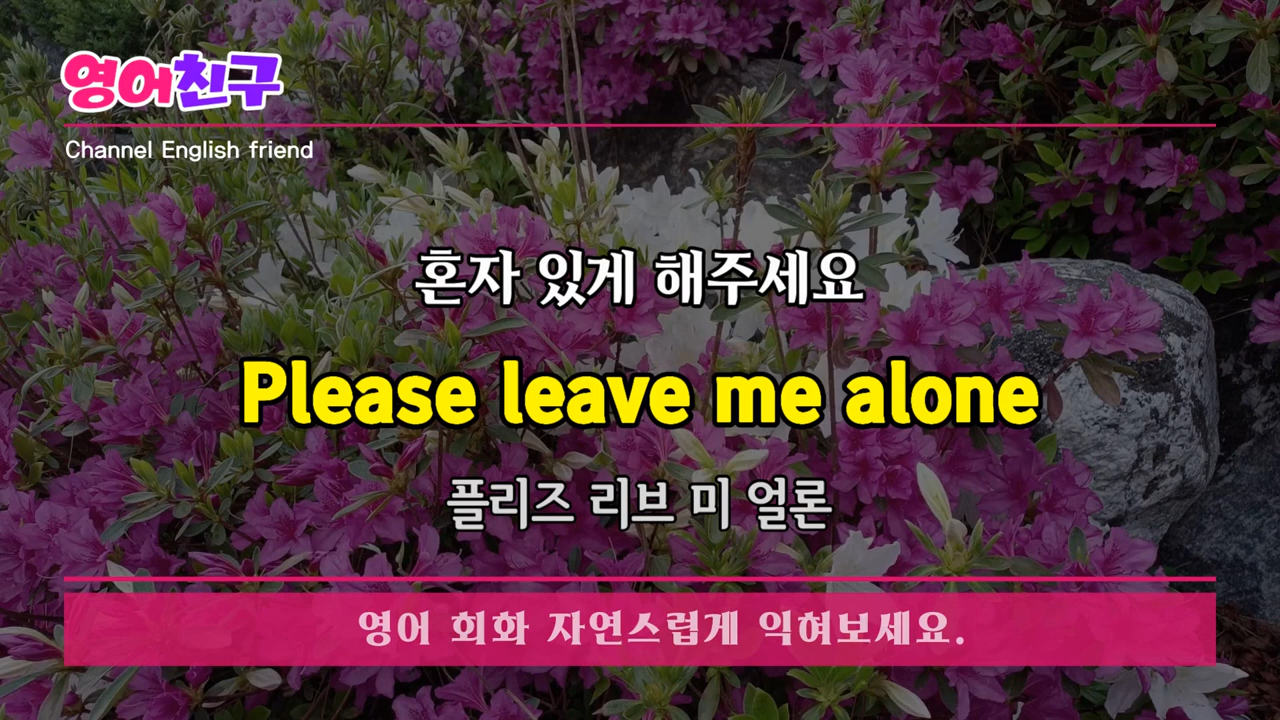 영어친구
Channel English friend
혼자 있게 해주세요
Please leave me alone
플리즈 리브 미 얼론
영어 회화 자연스럽게 익혀보세요.